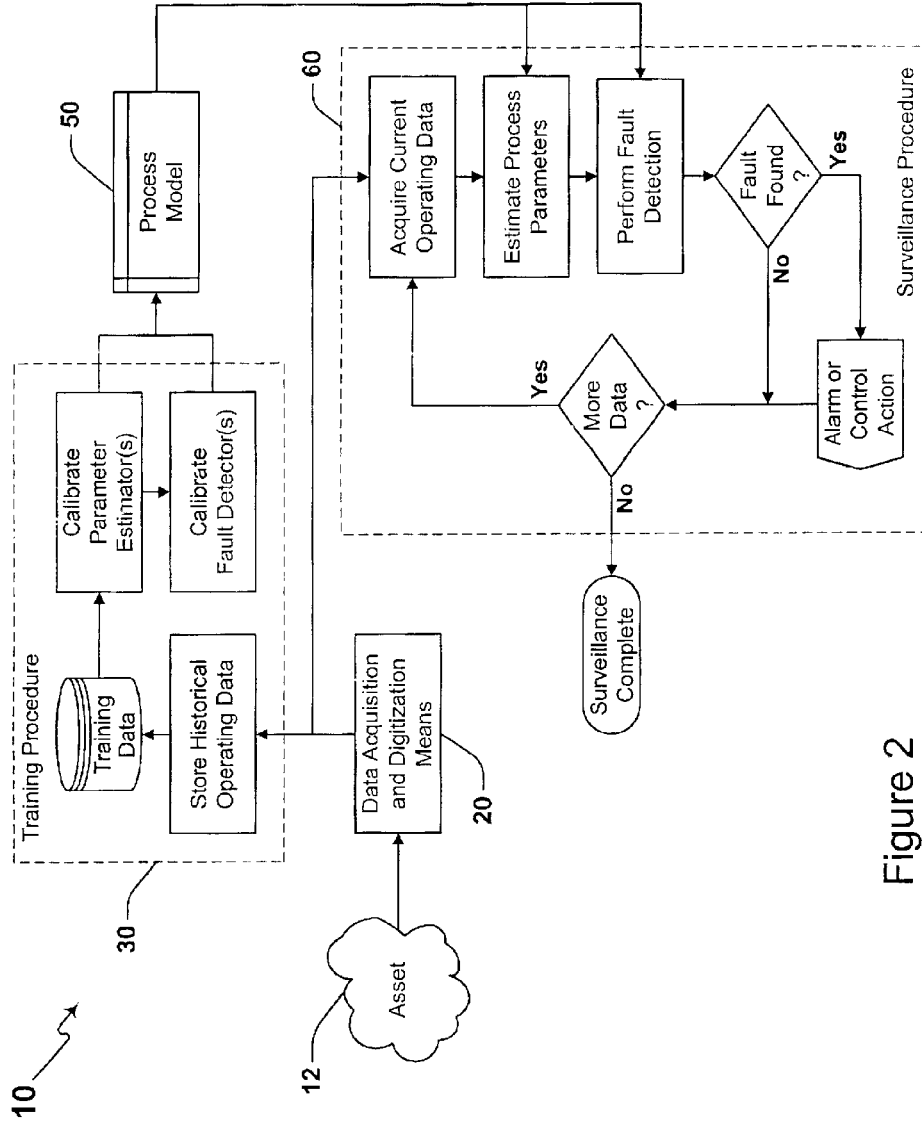 10
Training Procedure
30
Training
Data
Store Historical
Operating Data
Calibrate
Parameter
Estimator(s)
Calibrate
Fault Detector(s)
50
Process
Model
12
Asset
Data Acquisition
and Digitization
Means
20
60
Acquire Current
Operating Data
Estimate Process
Parameters
Perform Fault
Detection
Fault
Found
?
Yes
No
Alarm or
Control
Action
More
Data
?
Yes
No
Surveillance
Complete
Surveillance Procedure
Figure 2